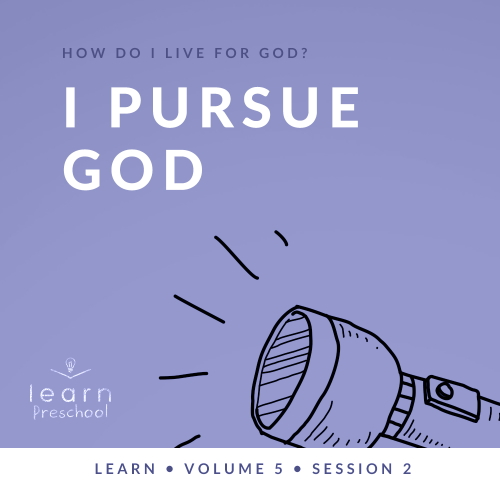 HOW DO I LIVE FOR GOD?
I PURSUE
GOD
learn
Preschool
LEARN • VOLUME 5 • SESSION 2